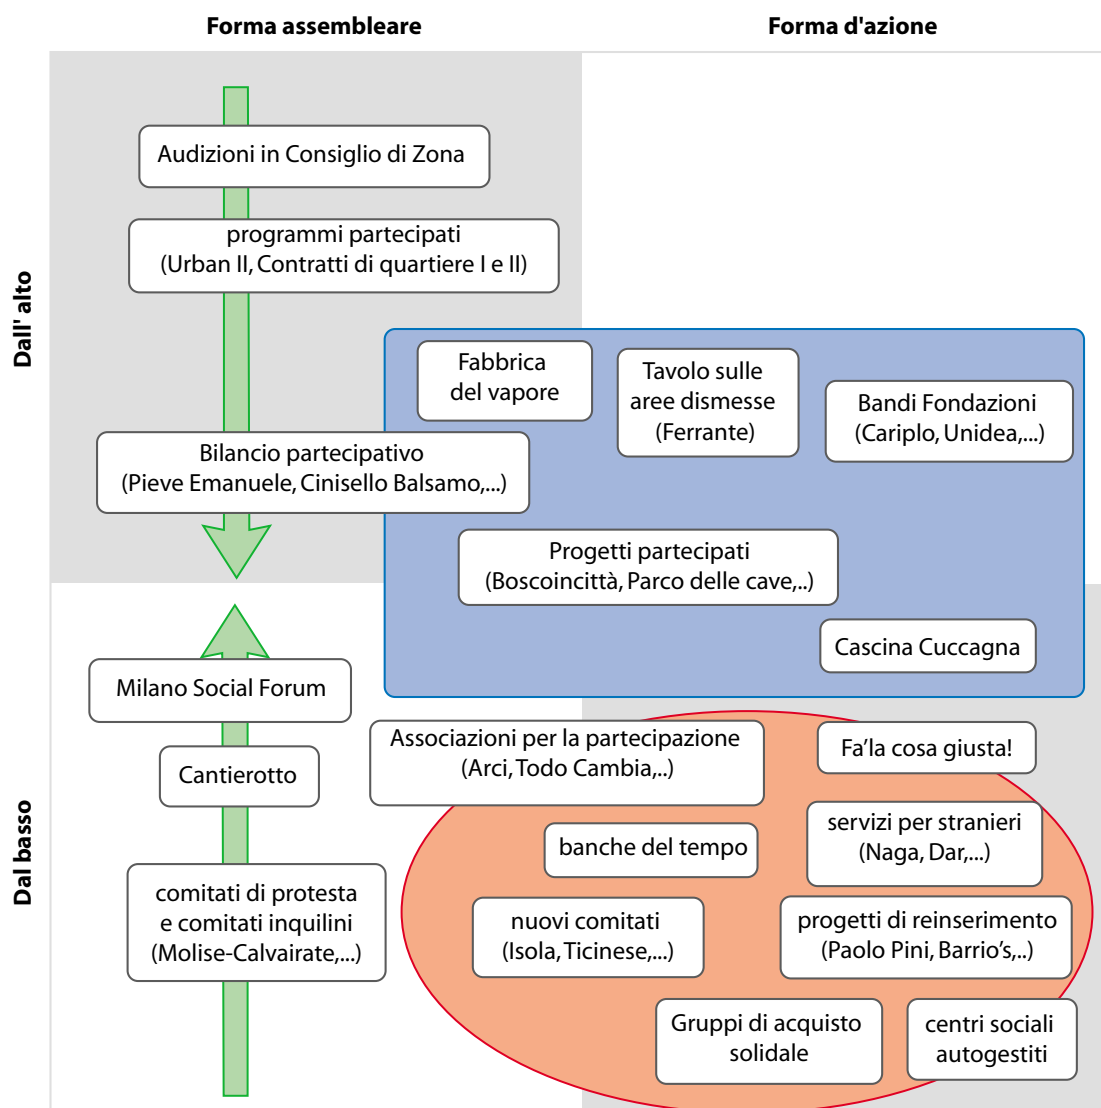 Forma assembleare
Forma d'azione
Dall' alto
Audizioni in Consiglio di Zona
programmi partecipati
(Urban II, Contratti di quartiere I e II)
Fabbrica
del vapore
Tavolo sulle
aree dismesse
(Ferrante)
Bandi Fondazioni
(Cariplo, Unidea,...)
Bilancio partecipativo
(Pieve Emanuele, Cinisello Balsamo,...)
Progetti partecipati
(Boscoincittà, Parco delle cave,..)
Cascina Cuccagna
Dal basso
Milano Social Forum
Cantierotto
comitati di protesta
e comitati inquilini
(Molise-Calvairate,...)
Associazioni per la partecipazione
(Arci, Todo Cambia,..)
Fa'la cosa giusta!
banche del tempo
servizi per stranieri
(Naga, Dar,...)
nuovi comitati
(Isola, Ticinese,...)
progetti di reinserimento
(Paolo Pini, Barrio's,..)
Gruppi di acquisto
solidale
centri sociali
autogestiti